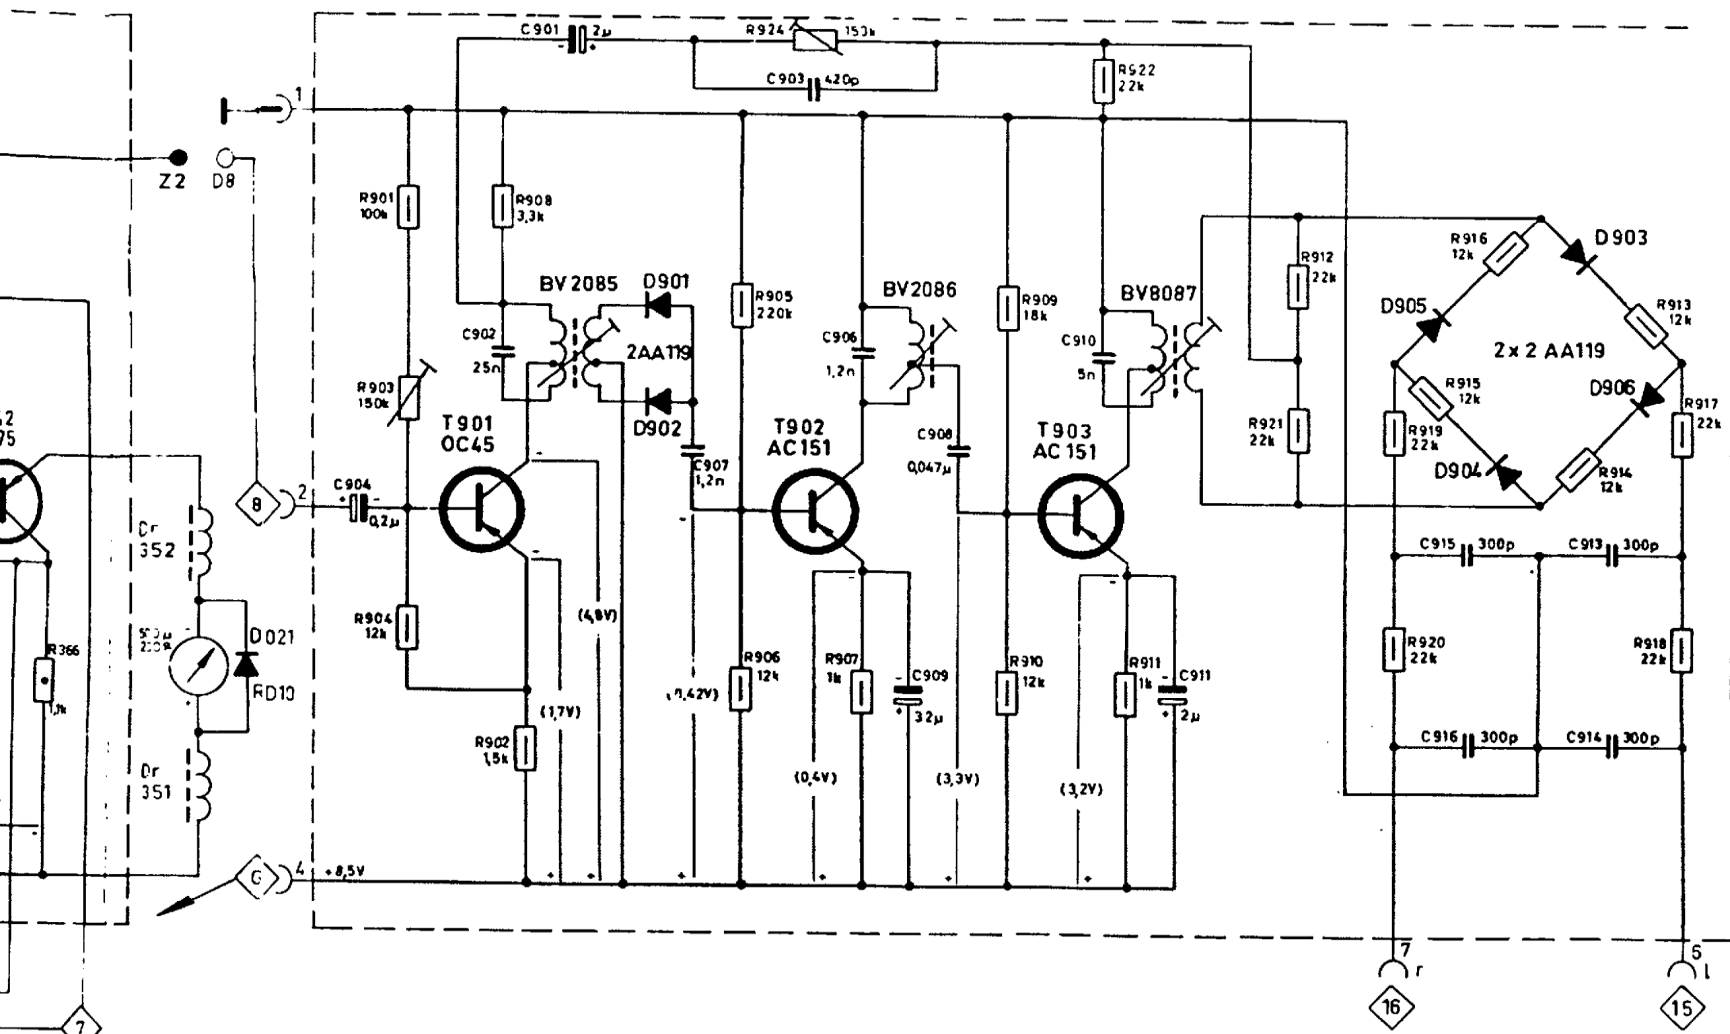 C901
2µ
R924
150k
C903
420p
R922
22k
1
Z2
D8
R901
100k
R908
3,3k
BV2085
D901
R905
220k
BV2086
R909
18k
BV8087
R912
22k
R916
12k
D903
D905
R913
12k
C902
25n
2AA119
C906
1,2n
C910
5n
2x2 AA119
R903
150k
D902
R915
12k
D906
R917
22k
T901
OC45
T902
AC151
C908
0,047µ
T903
AC151
R921
22k
R919
22k
D904
R914
12k
C907
1,2n
75
8
2
C904
0,2µ
Dr
352
C915
300p
C913
300p
R904
12k
(4,8V)
D021
RD10
R366
1,1k
R906
12k
R907
1k
C909
32µ
R910
12k
R911
1k
C911
2µ
R920
22k
R918
22k
(1,7V)
R902
1,5k
C916
300p
C914
300p
Dr
351
(0,4V)
(3,3V)
(3,2V)
G
4
+8,5V
7
r
5
l
16
15
7